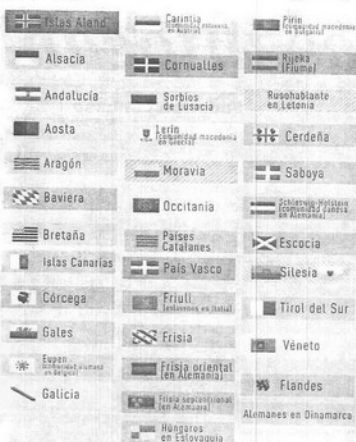 Islas Åland
Alsacia
Andalucía
Aosta
Aragón
Baviera
Bretaña
Islas Canarias
Córcega
Gales
Eupen
(comunidad alemana
en Bélgica)
Galicia
Carintia
(comunidad eslovena
en Austria)
Cornualles
Sorbios
de Lusacia
Lerin
(comunidad macedonia
en Grecia)
Moravia
Occitania
Países
Catalanes
País Vasco
Friuli
(eslovenos en Italia)
Frisia
Frisia oriental
(en Alemania)
Frisia septentrional
(en Alemania)
Húngaros
en Eslovaquia
Pirin
(comunidad macedonia
en Bulgaria)
Rijeka
(Fiume)
Rusohablante
en Letonia
Cerdeña
Saboya
Schleswig-Holstein
(comunidad danesa
en Alemania)
Escocia
Silesia
Tirol del Sur
Véneto
Flandes
Alemanes en Dinamarca